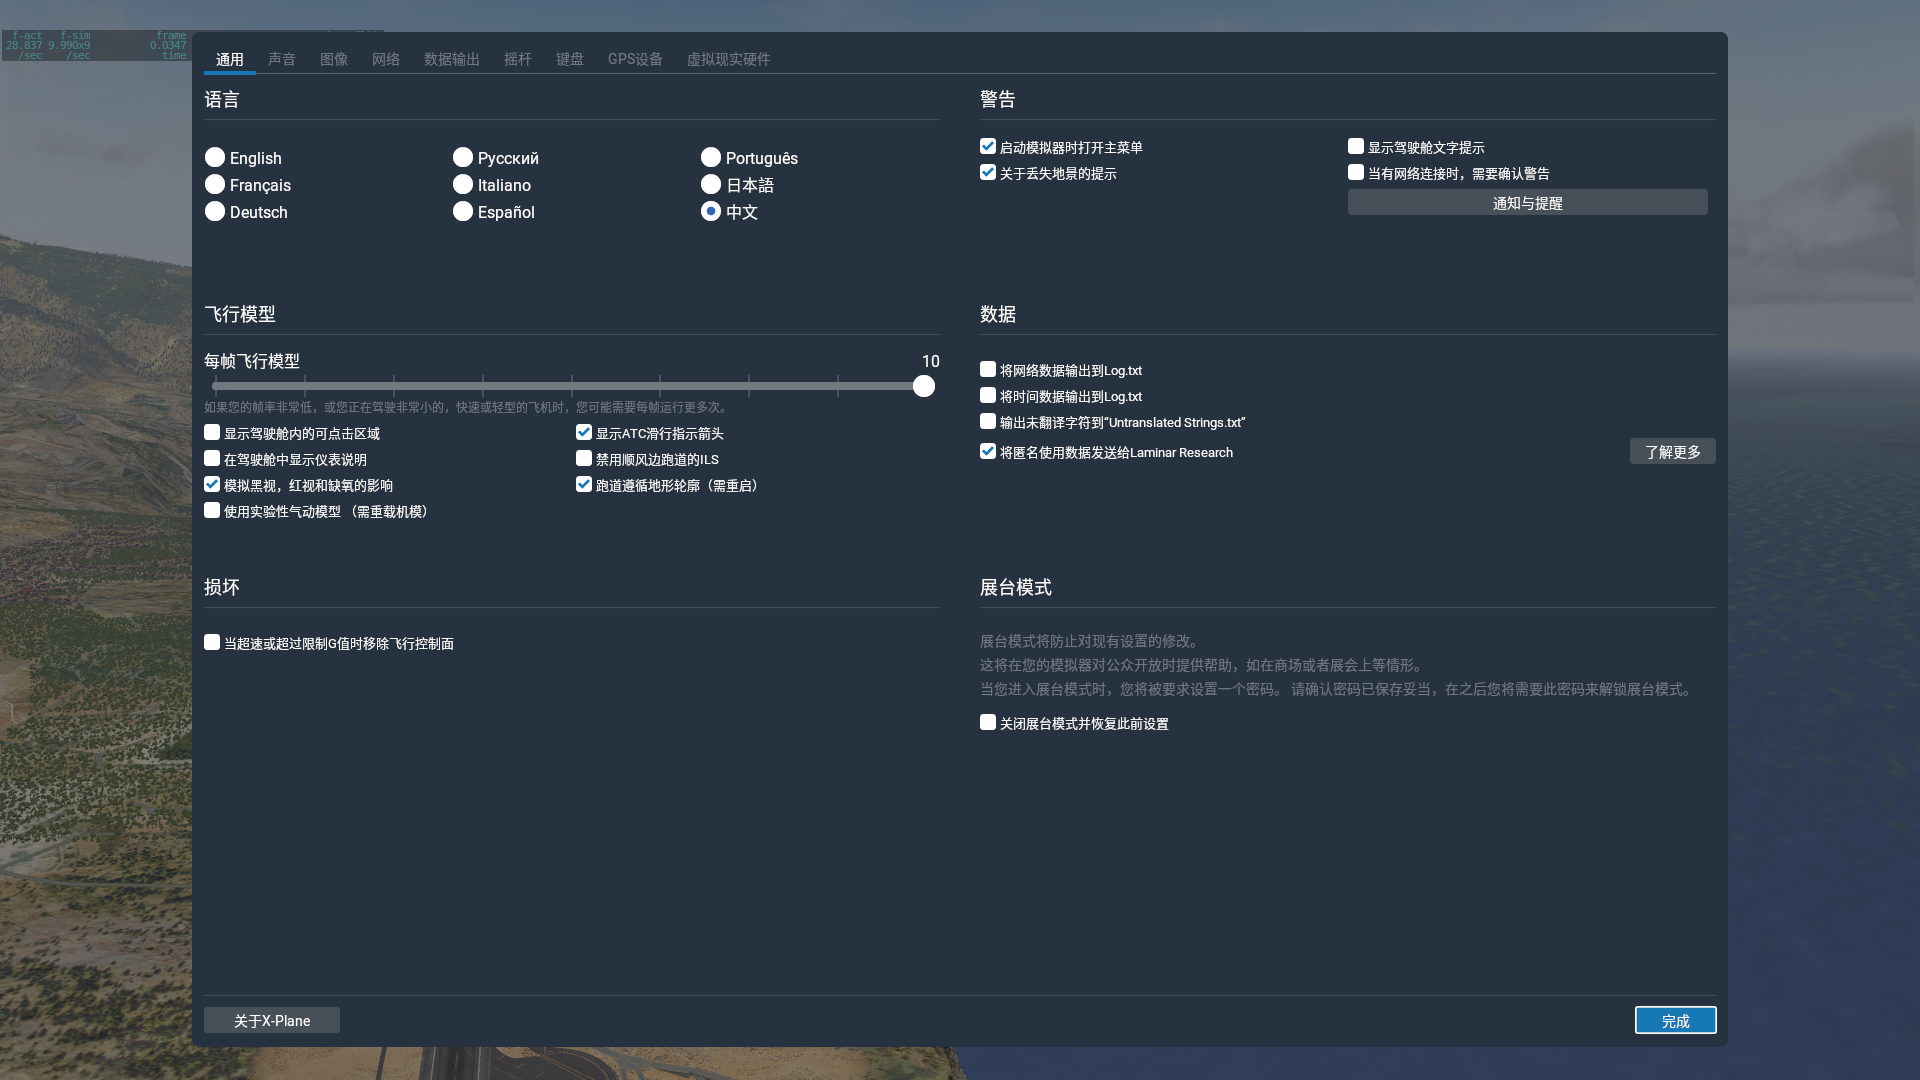 f-act f-sim frame
28.837 9.990x9 0.0347
/sec /sec time
通用 声音 图像 网络 数据输出 摇杆 键盘 GPS设备 虚拟现实硬件
语言
English Русский Português
Français Italiano 日本語
Deutsch Español 中文
警告
启动模拟器时打开主菜单 显示驾驶舱文字提示
关于丢失地景的提示 当有网络连接时，需要确认警告
通知与提醒
飞行模型
每帧飞行模型 10
如果您的帧率非常低，或您正在驾驶非常小的，快速或轻型的飞机时，您可能需要每帧运行更多次。
显示驾驶舱内的可点击区域 显示ATC滑行指示箭头
在驾驶舱中显示仪表说明 禁用顺风边跑道的ILS
模拟黑视，红视和缺氧的影响 跑道遵循地形轮廓（需重启）
使用实验性气动模型 （需重载机模）
数据
将网络数据输出到Log.txt
将时间数据输出到Log.txt
输出未翻译字符到“Untranslated Strings.txt”
将匿名使用数据发送给Laminar Research 了解更多
损坏
当超速或超过限制G值时移除飞行控制面
展台模式
展台模式将防止对现有设置的修改。
这将在您的模拟器对公众开放时提供帮助，如在商场或者展会上等情形。
当您进入展台模式时，您将被要求设置一个密码。 请确认密码已保存妥当，在之后您将需要此密码来解锁展台模式。
关闭展台模式并恢复此前设置
关于X-Plane 完成